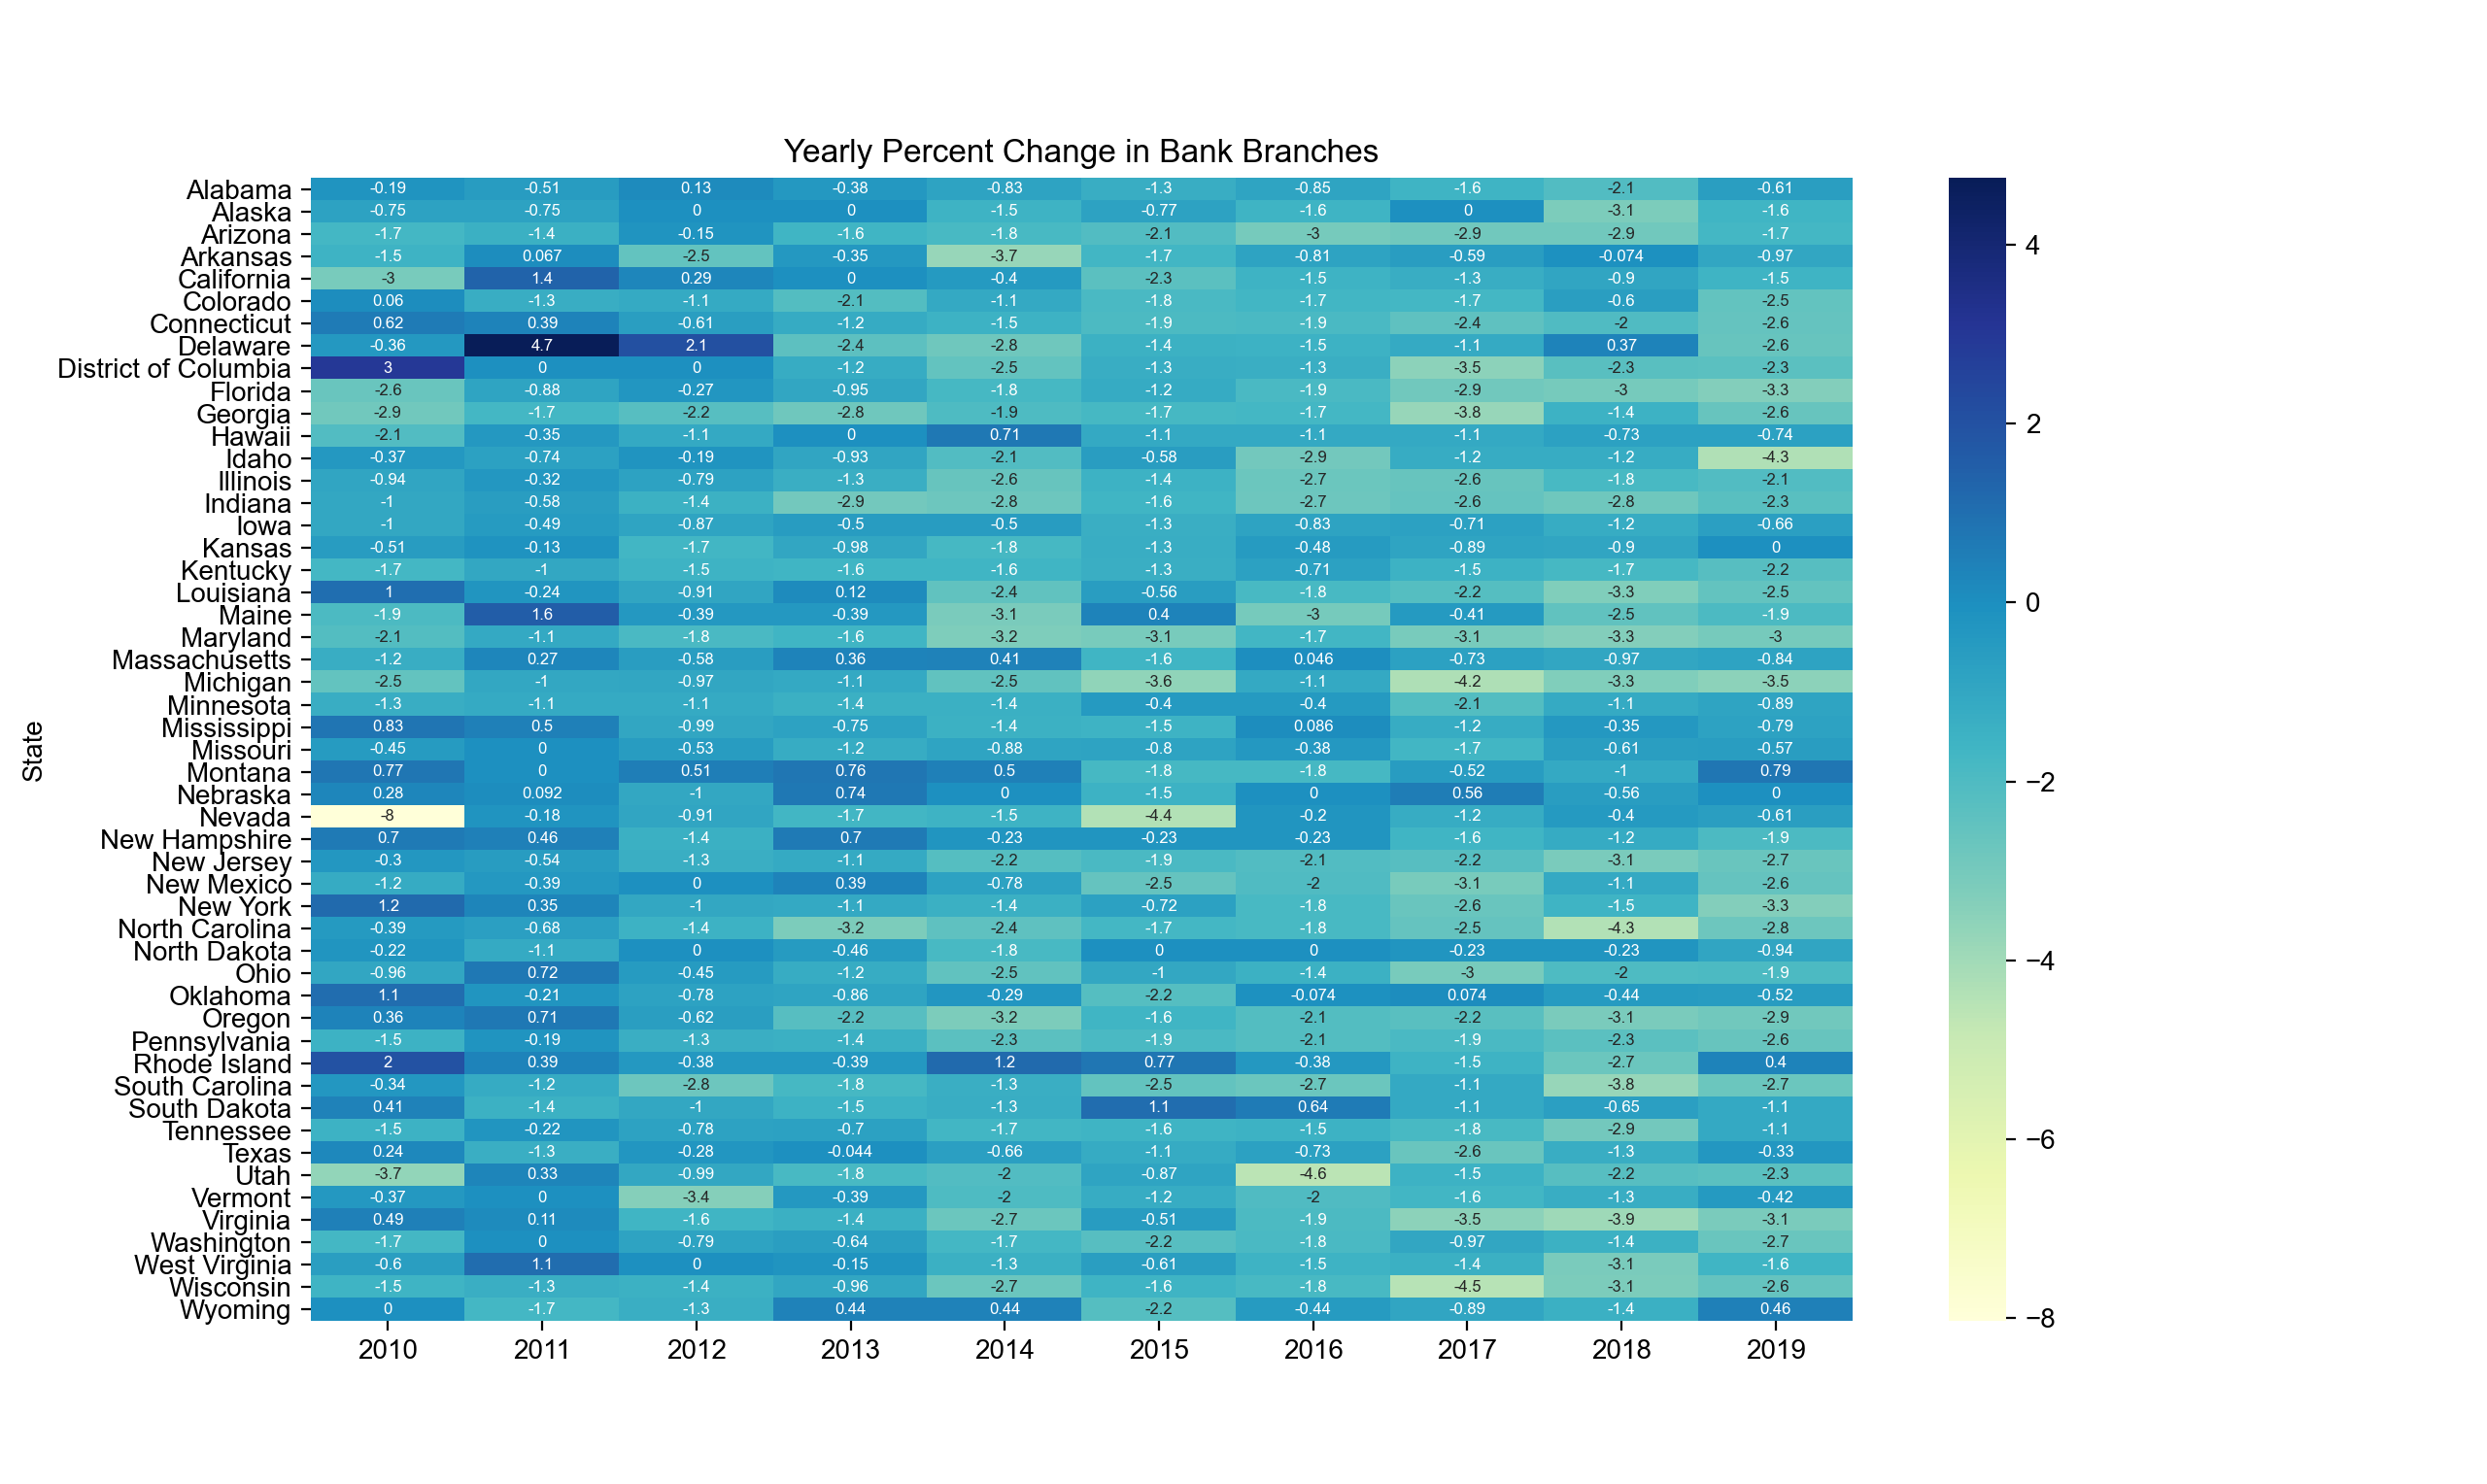 Yearly Percent Change in Bank Branches
Alabama -0.19 -0.51 0.13 -0.38 -0.83 -1.3 -0.85 -1.6 -2.1 -0.61
Alaska -0.75 -0.75 0 0 -1.5 -0.77 -1.6 0 -3.1 -1.6
Arizona -1.7 -1.4 -0.15 -1.6 -1.8 -2.1 -3 -2.9 -2.9 -1.7
Arkansas -1.5 0.067 -2.5 -0.35 -3.7 -1.7 -0.81 -0.59 -0.074 -0.97
California -3 1.4 0.29 0 -0.4 -2.3 -1.5 -1.3 -0.9 -1.5
Colorado 0.06 -1.3 -1.1 -2.1 -1.1 -1.8 -1.7 -1.7 -0.6 -2.5
Connecticut 0.62 0.39 -0.61 -1.2 -1.5 -1.9 -1.9 -2.4 -2 -2.6
Delaware -0.36 4.7 2.1 -2.4 -2.8 -1.4 -1.5 -1.1 0.37 -2.6
District of Columbia 3 0 0 -1.2 -2.5 -1.3 -1.3 -3.5 -2.3 -2.3
Florida -2.6 -0.88 -0.27 -0.95 -1.8 -1.2 -1.9 -2.9 -3 -3.3
Georgia -2.9 -1.7 -2.2 -2.8 -1.9 -1.7 -1.7 -3.8 -1.4 -2.6
Hawaii -2.1 -0.35 -1.1 0 0.71 -1.1 -1.1 -1.1 -0.73 -0.74
Idaho -0.37 -0.74 -0.19 -0.93 -2.1 -0.58 -2.9 -1.2 -1.2 -4.3
Illinois -0.94 -0.32 -0.79 -1.3 -2.6 -1.4 -2.7 -2.6 -1.8 -2.1
Indiana -1 -0.58 -1.4 -2.9 -2.8 -1.6 -2.7 -2.6 -2.8 -2.3
Iowa -1 -0.49 -0.87 -0.5 -0.5 -1.3 -0.83 -0.71 -1.2 -0.66
Kansas -0.51 -0.13 -1.7 -0.98 -1.8 -1.3 -0.48 -0.89 -0.9 0
Kentucky -1.7 -1 -1.5 -1.6 -1.6 -1.3 -0.71 -1.5 -1.7 -2.2
Louisiana 1 -0.24 -0.91 0.12 -2.4 -0.56 -1.8 -2.2 -3.3 -2.5
Maine -1.9 1.6 -0.39 -0.39 -3.1 0.4 -3 -0.41 -2.5 -1.9
Maryland -2.1 -1.1 -1.8 -1.6 -3.2 -3.1 -1.7 -3.1 -3.3 -3
Massachusetts -1.2 0.27 -0.58 0.36 0.41 -1.6 0.046 -0.73 -0.97 -0.84
Michigan -2.5 -1 -0.97 -1.1 -2.5 -3.6 -1.1 -4.2 -3.3 -3.5
Minnesota -1.3 -1.1 -1.1 -1.4 -1.4 -0.4 -0.4 -2.1 -1.1 -0.89
Mississippi 0.83 0.5 -0.99 -0.75 -1.4 -1.5 0.086 -1.2 -0.35 -0.79
Missouri -0.45 0 -0.53 -1.2 -0.88 -0.8 -0.38 -1.7 -0.61 -0.57
Montana 0.77 0 0.51 0.76 0.5 -1.8 -1.8 -0.52 -1 0.79
Nebraska 0.28 0.092 -1 0.74 0 -1.5 0 0.56 -0.56 0
Nevada -8 -0.18 -0.91 -1.7 -1.5 -4.4 -0.2 -1.2 -0.4 -0.61
New Hampshire 0.7 0.46 -1.4 0.7 -0.23 -0.23 -0.23 -1.6 -1.2 -1.9
New Jersey -0.3 -0.54 -1.3 -1.1 -2.2 -1.9 -2.1 -2.2 -3.1 -2.7
New Mexico -1.2 -0.39 0 0.39 -0.78 -2.5 -2 -3.1 -1.1 -2.6
New York 1.2 0.35 -1 -1.1 -1.4 -0.72 -1.8 -2.6 -1.5 -3.3
North Carolina -0.39 -0.68 -1.4 -3.2 -2.4 -1.7 -1.8 -2.5 -4.3 -2.8
North Dakota -0.22 -1.1 0 -0.46 -1.8 0 0 -0.23 -0.23 -0.94
Ohio -0.96 0.72 -0.45 -1.2 -2.5 -1 -1.4 -3 -2 -1.9
Oklahoma 1.1 -0.21 -0.78 -0.86 -0.29 -2.2 -0.074 0.074 -0.44 -0.52
Oregon 0.36 0.71 -0.62 -2.2 -3.2 -1.6 -2.1 -2.2 -3.1 -2.9
Pennsylvania -1.5 -0.19 -1.3 -1.4 -2.3 -1.9 -2.1 -1.9 -2.3 -2.6
Rhode Island 2 0.39 -0.38 -0.39 1.2 0.77 -0.38 -1.5 -2.7 0.4
South Carolina -0.34 -1.2 -2.8 -1.8 -1.3 -2.5 -2.7 -1.1 -3.8 -2.7
South Dakota 0.41 -1.4 -1 -1.5 -1.3 1.1 0.64 -1.1 -0.65 -1.1
Tennessee -1.5 -0.22 -0.78 -0.7 -1.7 -1.6 -1.5 -1.8 -2.9 -1.1
Texas 0.24 -1.3 -0.28 -0.044 -0.66 -1.1 -0.73 -2.6 -1.3 -0.33
Utah -3.7 0.33 -0.99 -1.8 -2 -0.87 -4.6 -1.5 -2.2 -2.3
Vermont -0.37 0 -3.4 -0.39 -2 -1.2 -2 -1.6 -1.3 -0.42
Virginia 0.49 0.11 -1.6 -1.4 -2.7 -0.51 -1.9 -3.5 -3.9 -3.1
Washington -1.7 0 -0.79 -0.64 -1.7 -2.2 -1.8 -0.97 -1.4 -2.7
West Virginia -0.6 1.1 0 -0.15 -1.3 -0.61 -1.5 -1.4 -3.1 -1.6
Wisconsin -1.5 -1.3 -1.4 -0.96 -2.7 -1.6 -1.8 -4.5 -3.1 -2.6
Wyoming 0 -1.7 -1.3 0.44 0.44 -2.2 -0.44 -0.89 -1.4 0.46
2010 2011 2012 2013 2014 2015 2016 2017 2018 2019
State
4
2
0
−2
−4
−6
−8